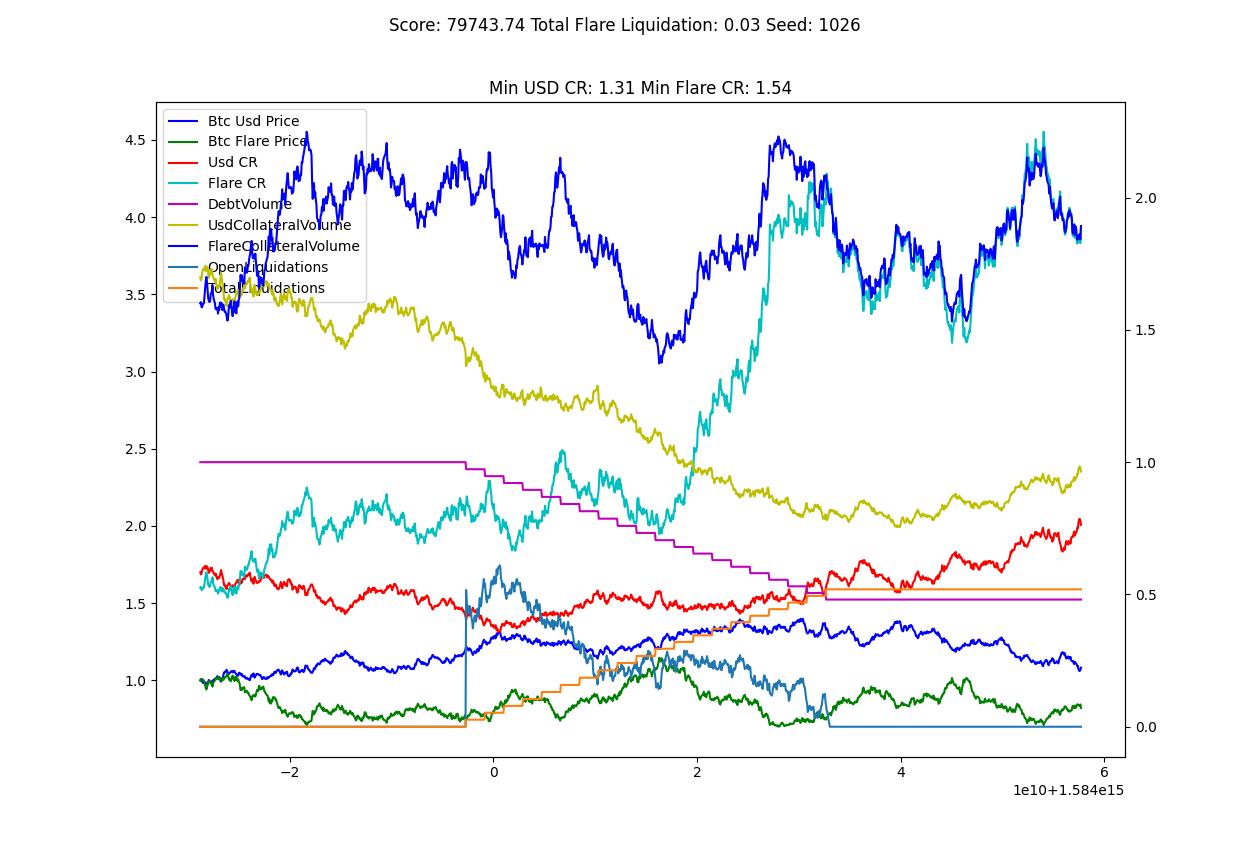 Score: 79743.74 Total Flare Liquidation: 0.03 Seed: 1026
Min USD CR: 1.31 Min Flare CR: 1.54
Btc Usd Price
Btc Flare Price
Usd CR
Flare CR
DebtVolume
UsdCollateralVolume
FlareCollateralVolume
OpenLiquidations
TotalLiquidations
4.5
4.0
3.5
3.0
2.5
2.0
1.5
1.0
2.0
1.5
1.0
0.5
0.0
−2 0 2 4 6
1e10+1.584e15